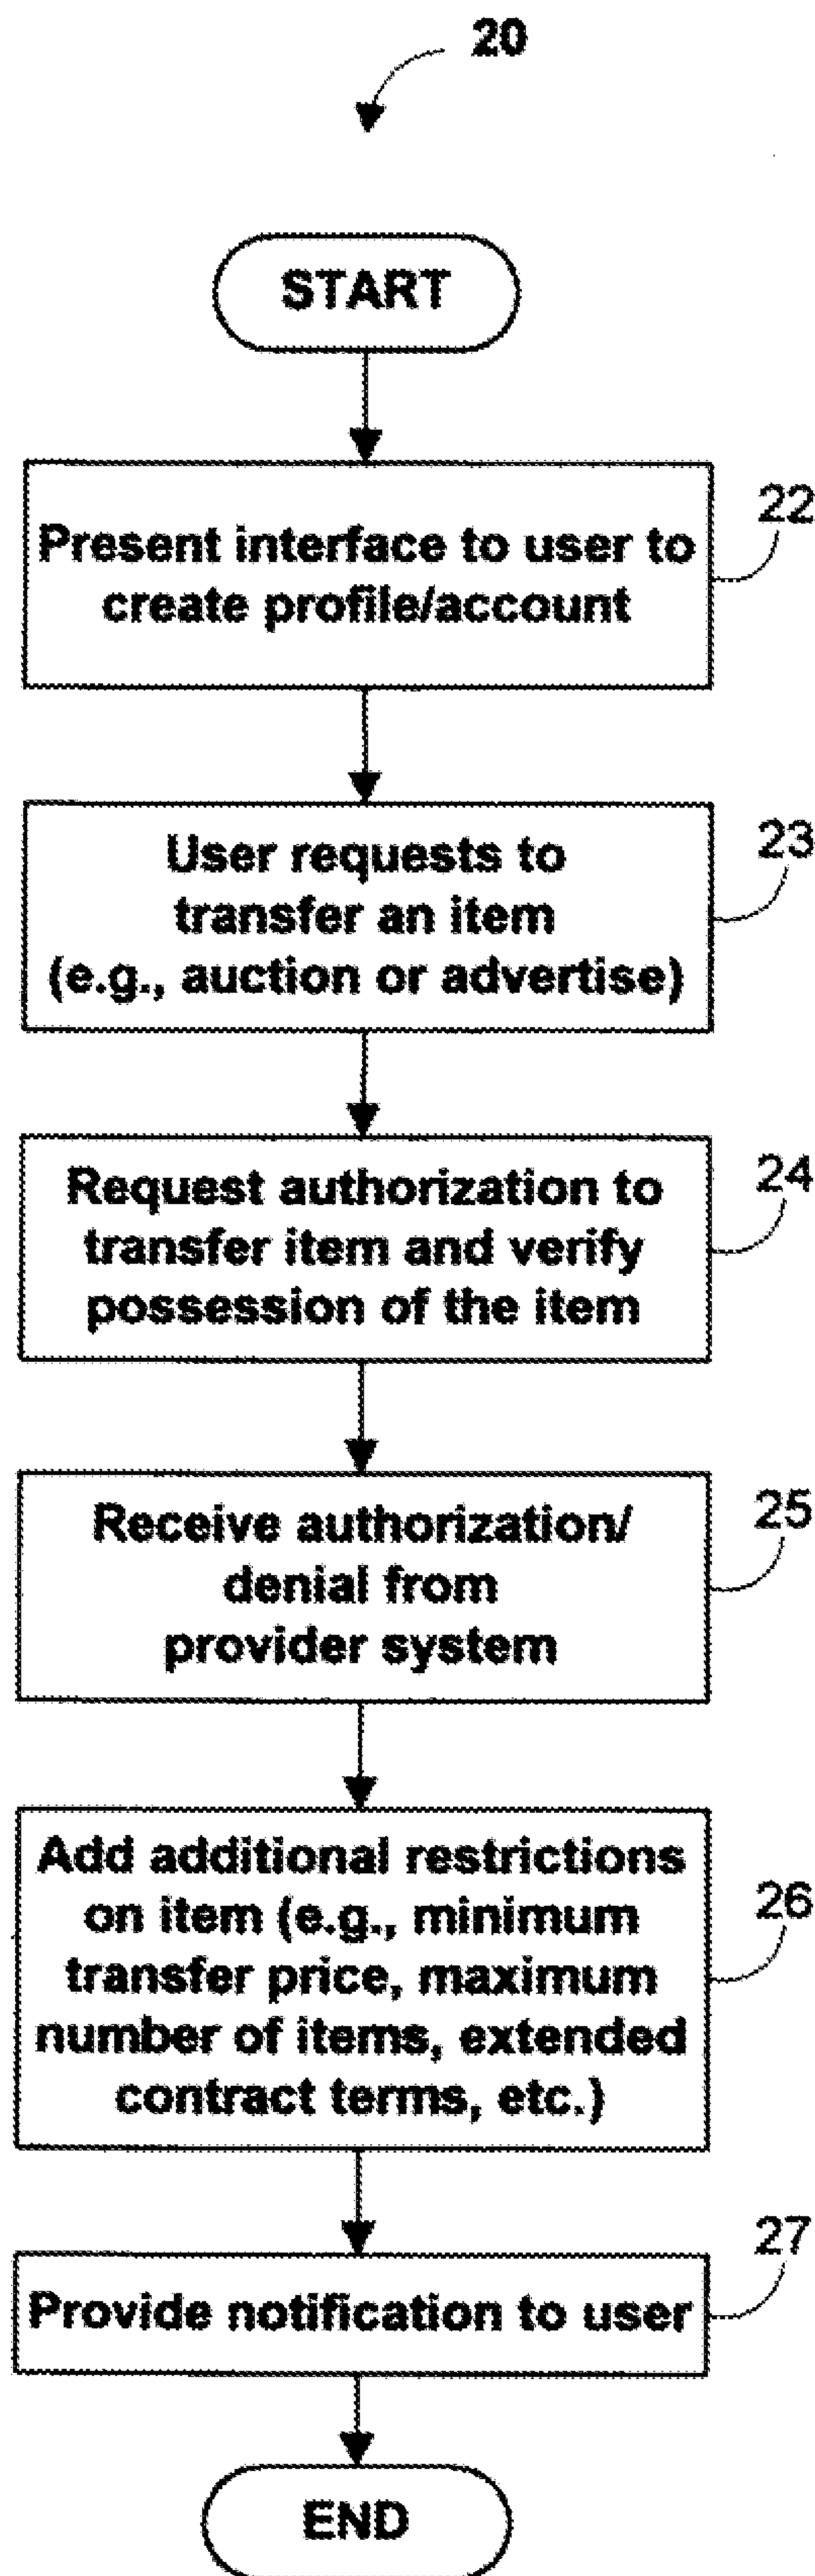 20
START
Present interface to user to
create profile/account
22
User requests to
transfer an item
(e.g., auction or advertise)
23
Request authorization to
transfer item and verify
possession of the item
24
Receive authorization/
denial from
provider system
25
Add additional restrictions
on item (e.g., minimum
transfer price, maximum
number of items, extended
contract terms, etc.)
26
Provide notification to user
27
END